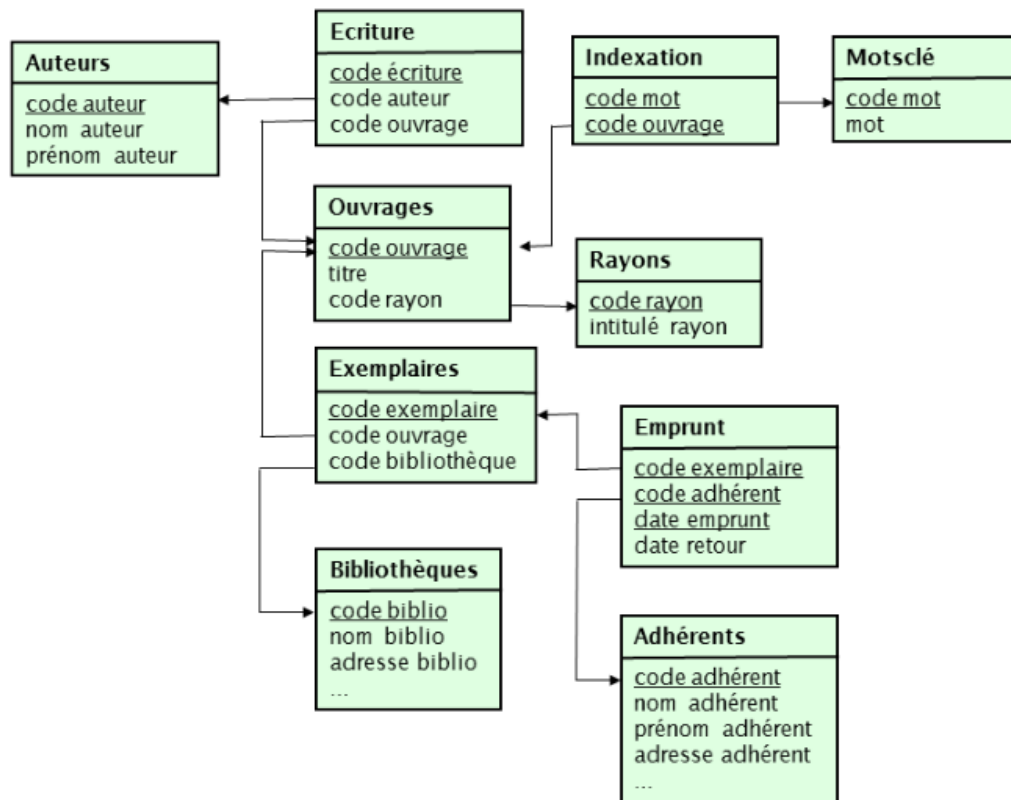 Auteurs
code auteur
nom auteur
prénom auteur
Ecriture
code écriture
code auteur
code ouvrage
Indexation
code mot
code ouvrage
Motsclé
code mot
mot
Ouvrages
code ouvrage
titre
code rayon
Rayons
code rayon
intitulé rayon
Exemplaires
code exemplaire
code ouvrage
code bibliothèque
Emprunt
code exemplaire
code adhérent
date emprunt
date retour
Bibliothèques
code biblio
nom biblio
adresse biblio
...
Adhérents
code adhérent
nom adhérent
prénom adhérent
adresse adhérent
...